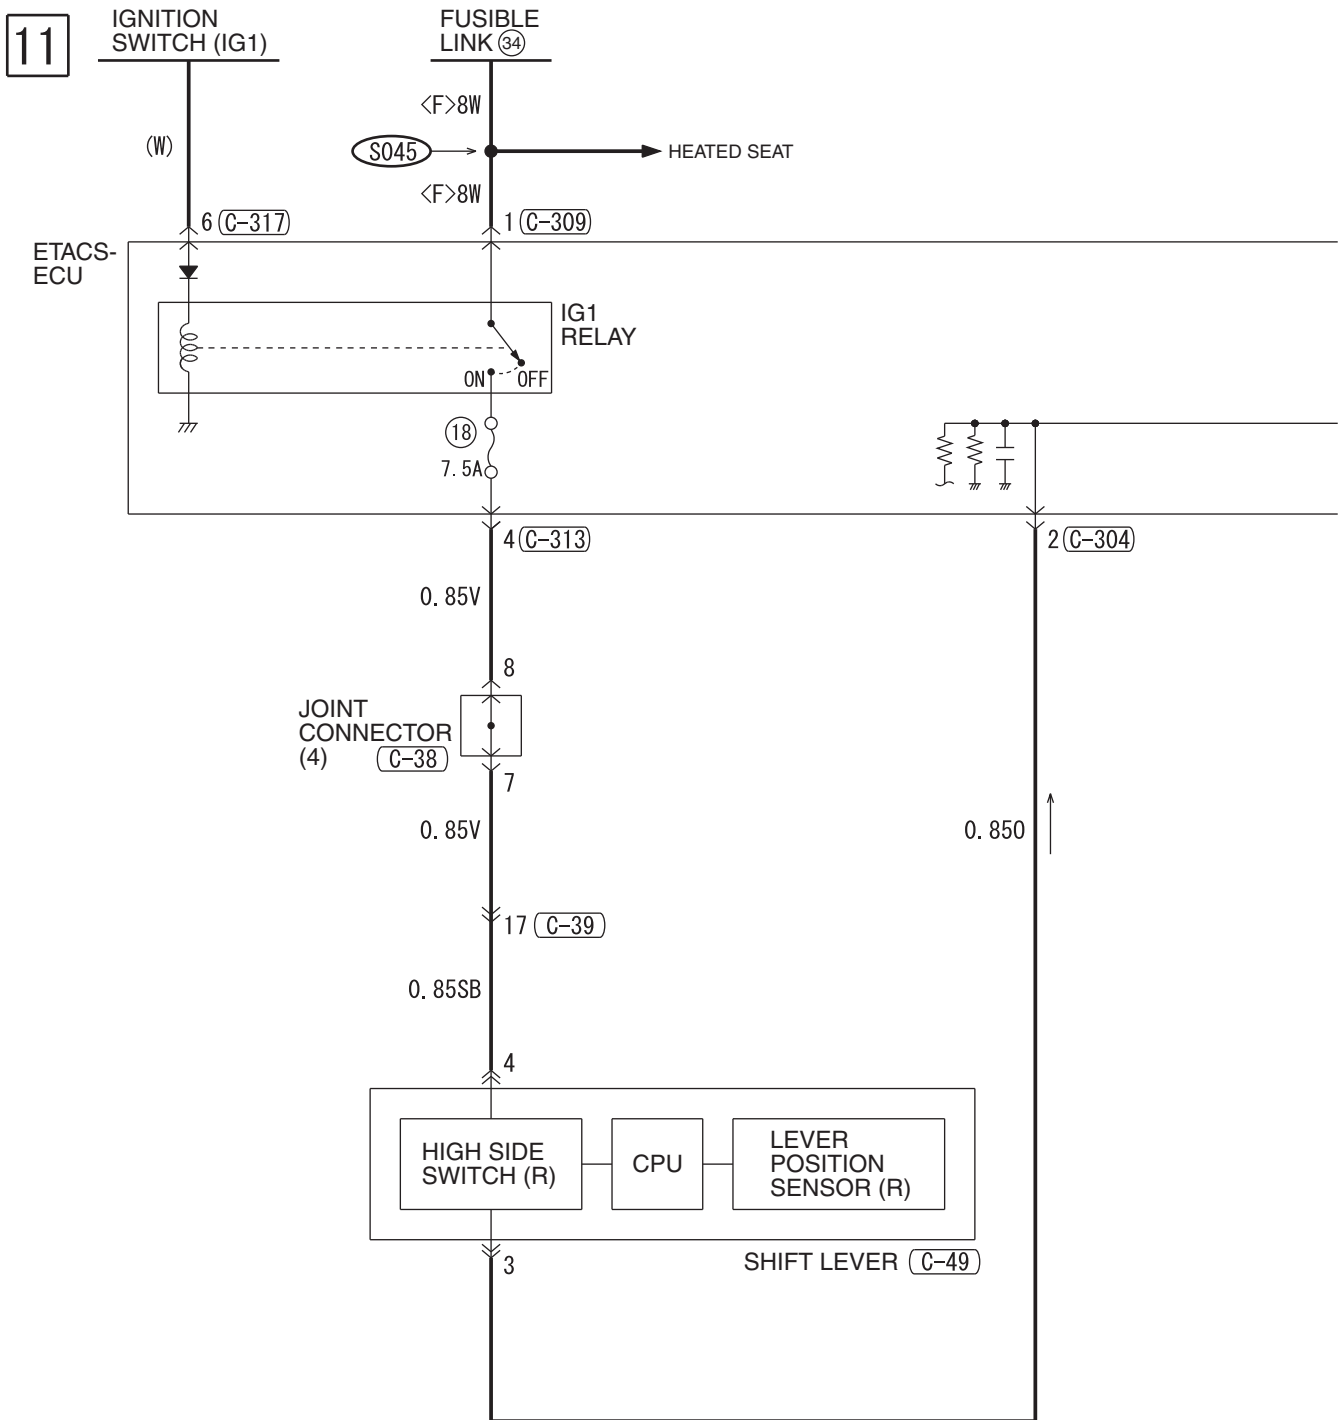 11
IGNITION
SWITCH (IG1)
FUSIBLE
LINK 34
<F>8W
(W)
S045
HEATED SEAT
<F>8W
6 C-317
1 C-309
ETACS-
ECU
IG1
RELAY
ON
OFF
18
7.5A
4 C-313
2 C-304
0.85V
8
JOINT
CONNECTOR
(4) C-38
7
0.85V
0.85O
17 C-39
0.85SB
4
HIGH SIDE
SWITCH (R)
CPU
LEVER
POSITION
SENSOR (R)
3
SHIFT LEVER C-49